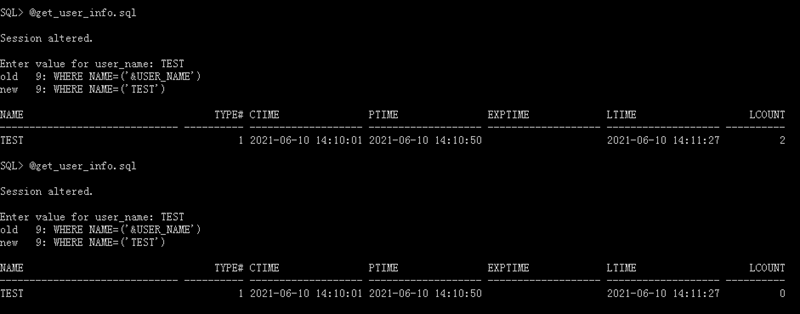 SQL> @get_user_info.sql
Session altered.
Enter value for user_name: TEST
old   9: WHERE NAME=('&USER_NAME')
new   9: WHERE NAME=('TEST')
NAME                                TYPE# CTIME               PTIME               EXPTIME             LTIME                   LCOUNT
------------------------------ ---------- ------------------- ------------------- ------------------- ------------------- ----------
TEST                                    1 2021-06-10 14:10:01 2021-06-10 14:10:50                     2021-06-10 14:11:27          2
SQL> @get_user_info.sql
Session altered.
Enter value for user_name: TEST
old   9: WHERE NAME=('&USER_NAME')
new   9: WHERE NAME=('TEST')
NAME                                TYPE# CTIME               PTIME               EXPTIME             LTIME                   LCOUNT
------------------------------ ---------- ------------------- ------------------- ------------------- ------------------- ----------
TEST                                    1 2021-06-10 14:10:01 2021-06-10 14:10:50                     2021-06-10 14:11:27          0